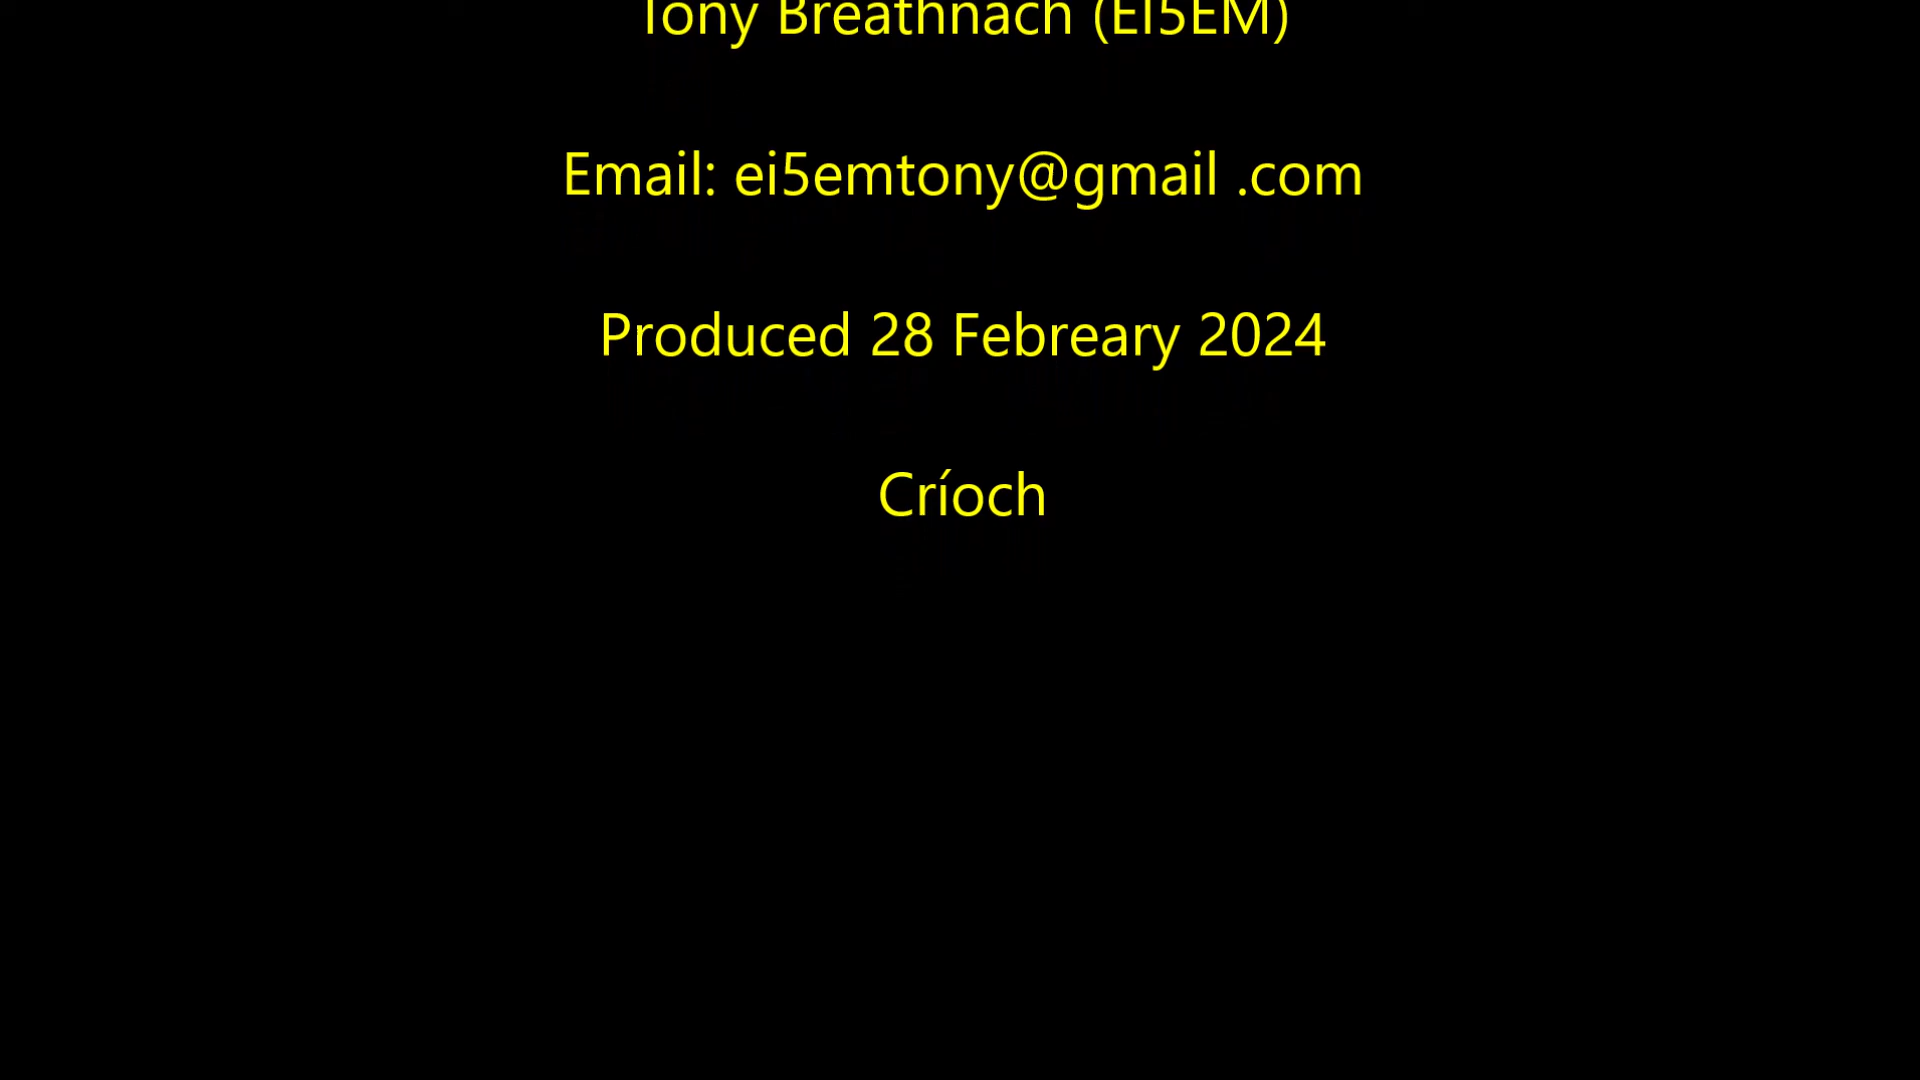 Tony Breathnach (EI5EM)
Email: ei5emtony@gmail .com
Produced 28 Febreary 2024
Críoch